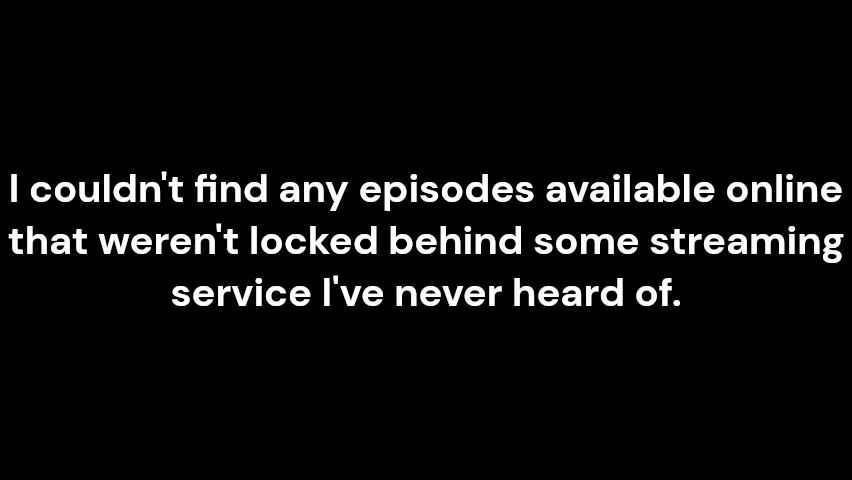 I couldn't find any episodes available online
that weren't locked behind some streaming
service I've never heard of.